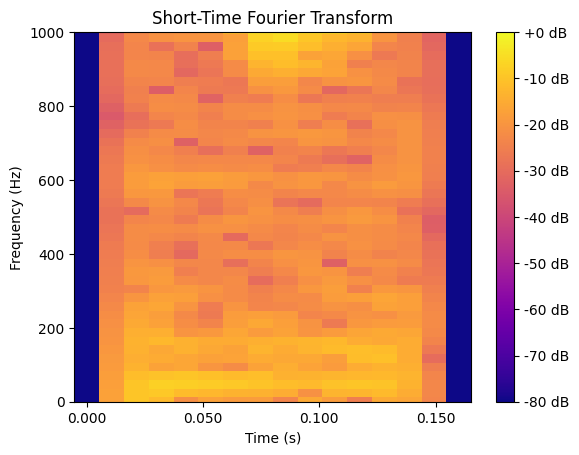 Short-Time Fourier Transform
Frequency (Hz)
1000
800
600
400
200
0
0.000
0.050
0.100
0.150
Time (s)
+0 dB
-10 dB
-20 dB
-30 dB
-40 dB
-50 dB
-60 dB
-70 dB
-80 dB